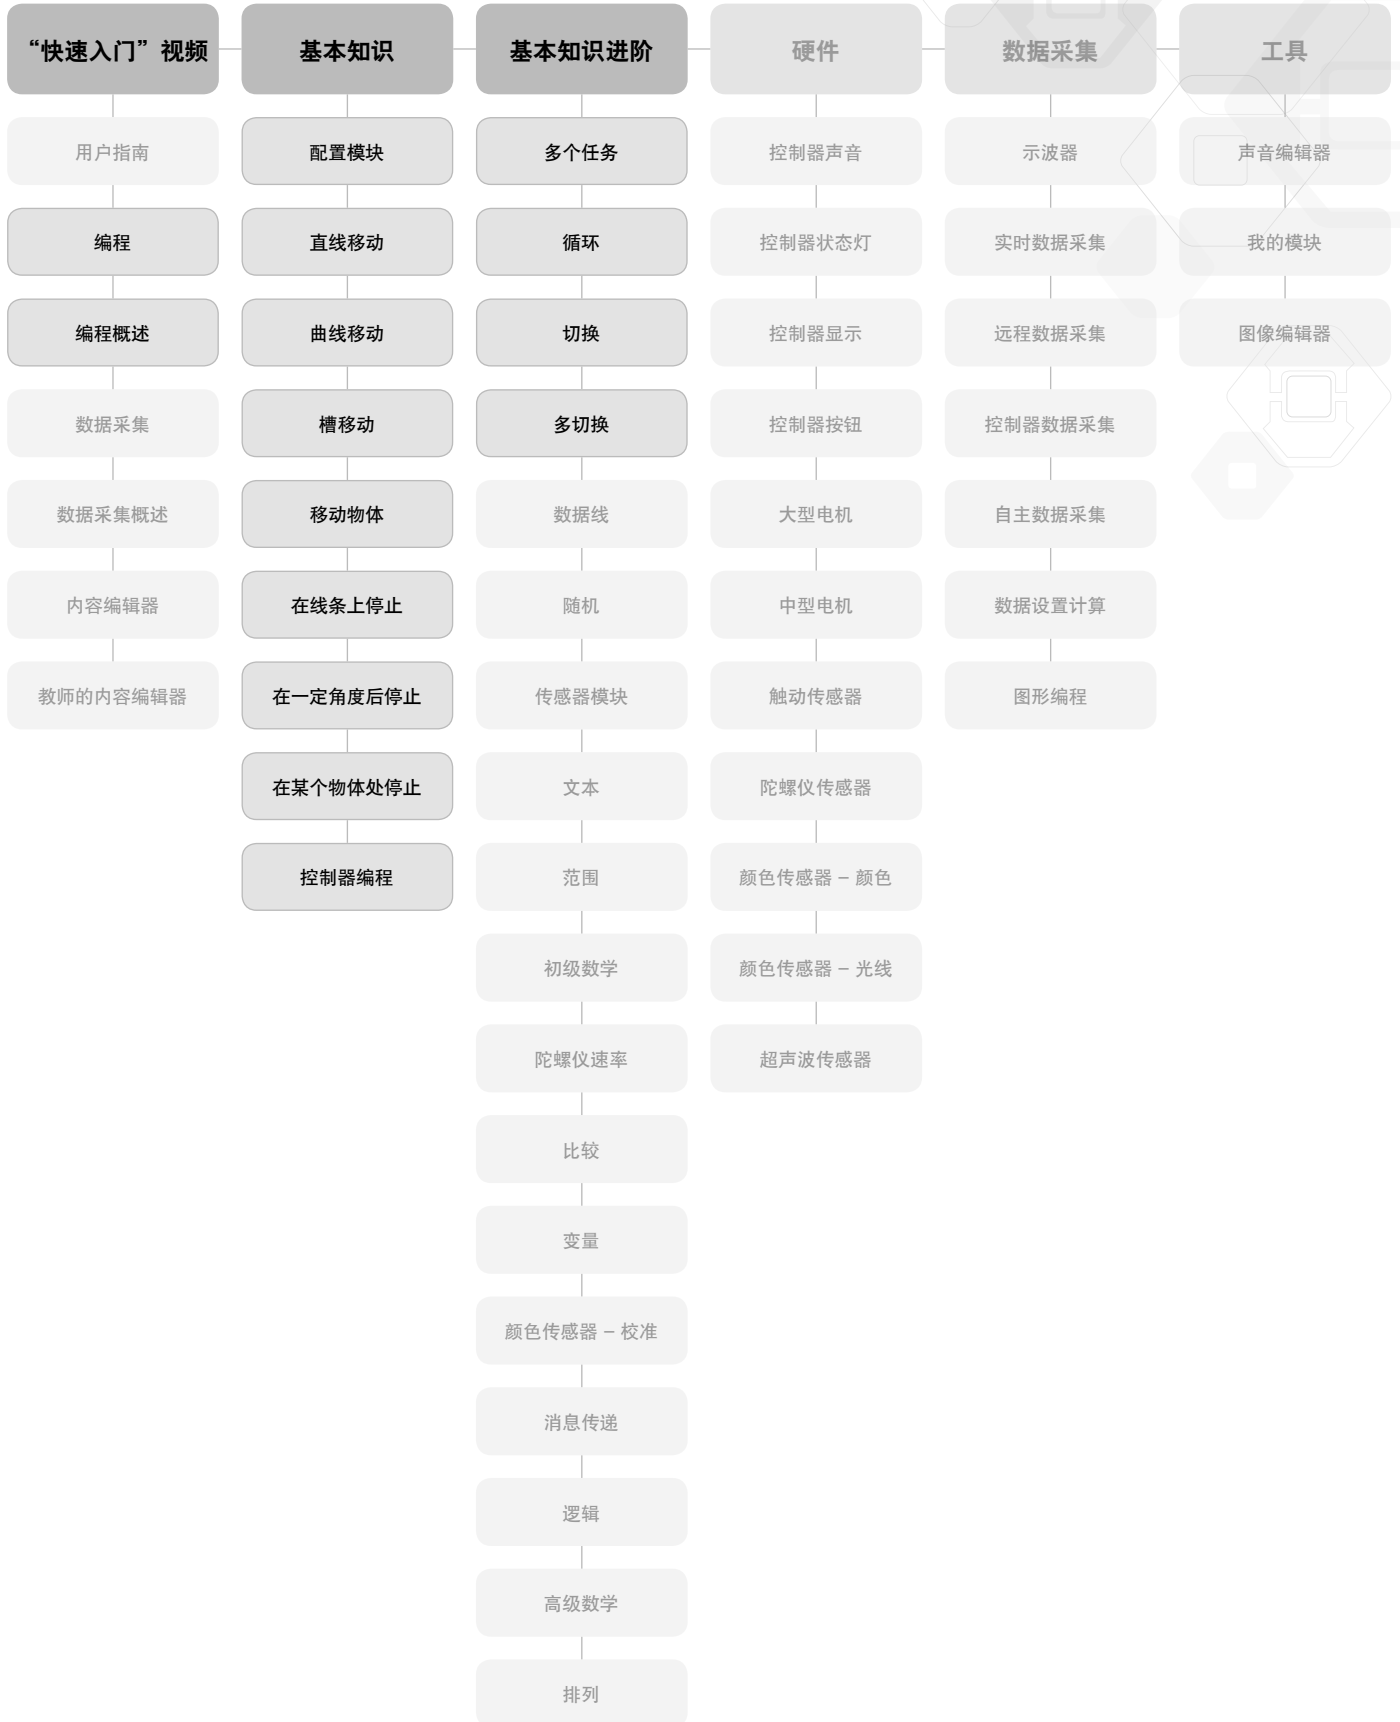 “快速入门”视频
用户指南
编程
编程概述
数据采集
数据采集概述
内容编辑器
教师的内容编辑器
基本知识
配置模块
直线移动
曲线移动
槽移动
移动物体
在线条上停止
在一定角度后停止
在某个物体处停止
控制器编程
基本知识进阶
多个任务
循环
切换
多切换
数据线
随机
传感器模块
文本
范围
初级数学
陀螺仪速率
比较
变量
颜色传感器 – 校准
消息传递
逻辑
高级数学
排列
硬件
控制器声音
控制器状态灯
控制器显示
控制器按钮
大型电机
中型电机
触动传感器
陀螺仪传感器
颜色传感器 – 颜色
颜色传感器 – 光线
超声波传感器
数据采集
示波器
实时数据采集
远程数据采集
控制器数据采集
自主数据采集
数据设置计算
图形编程
工具
声音编辑器
我的模块
图像编辑器